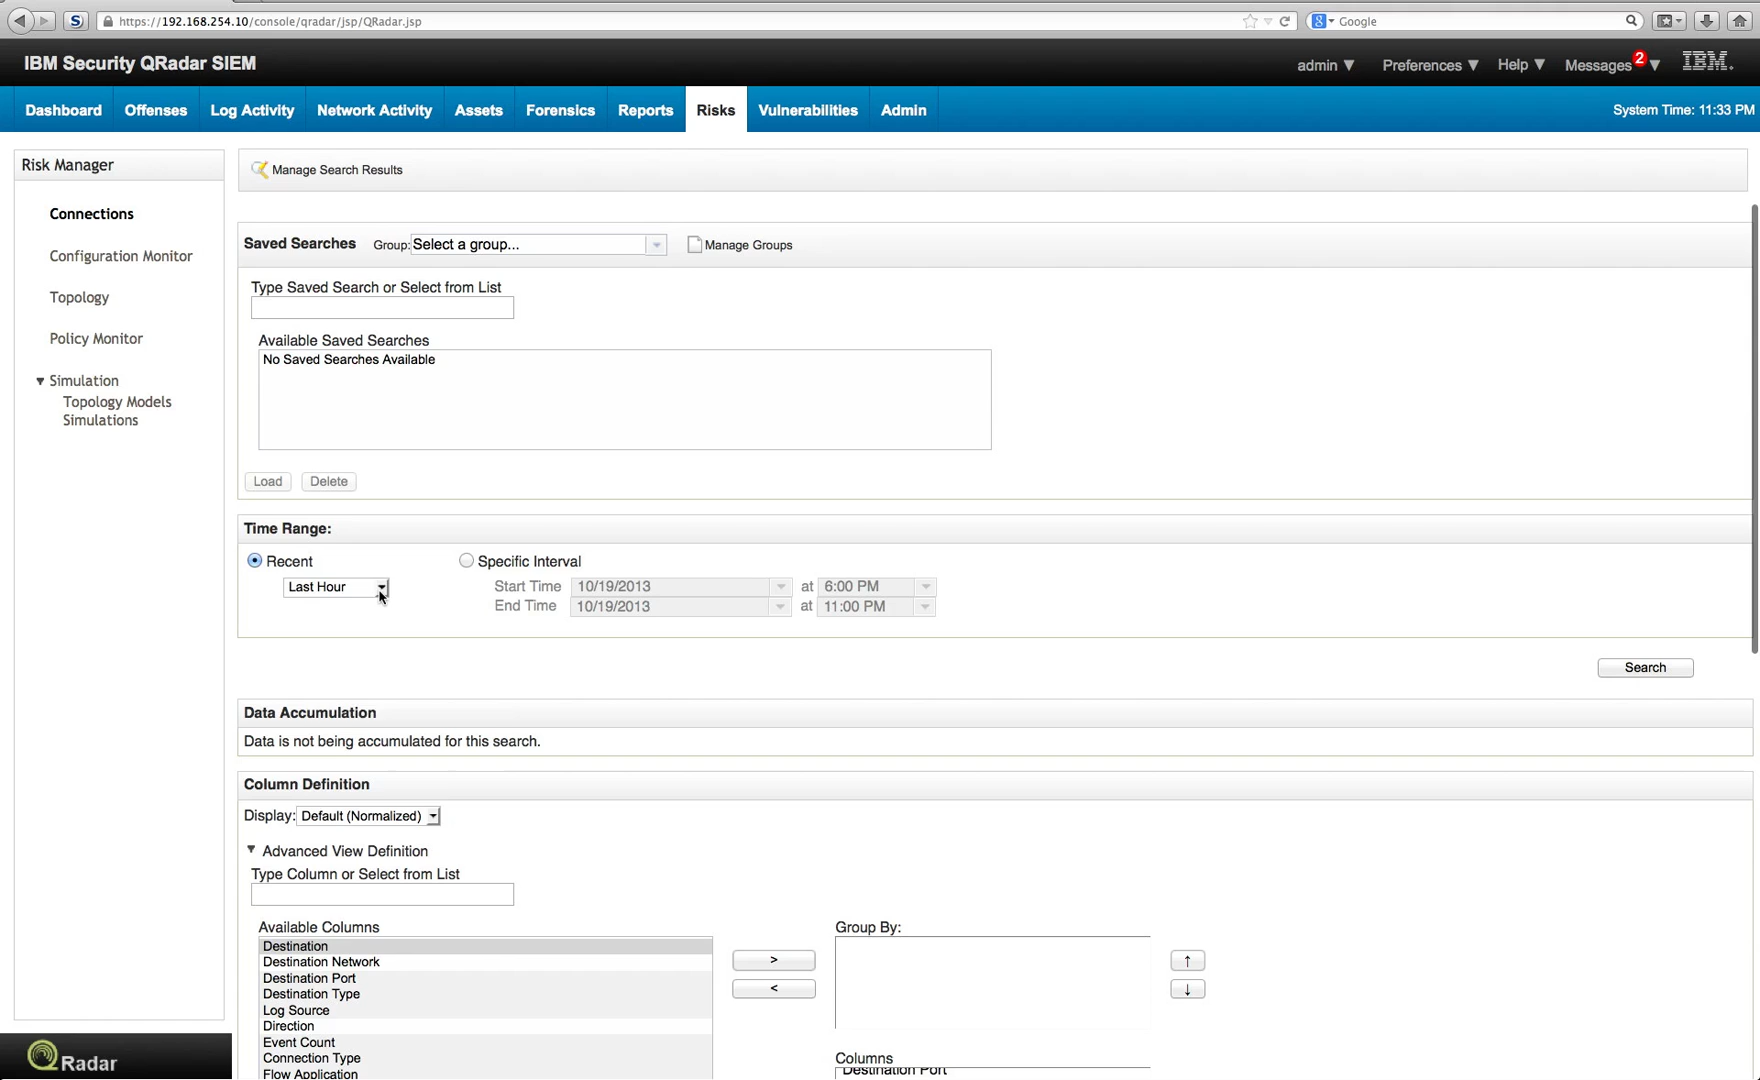 https://192.168.254.10/console/qradar/jsp/QRadar.jsp
Google
IBM Security QRadar SIEM
admin ▼ Preferences ▼ Help ▼ Messages 2 ▼ IBM.
Dashboard Offenses Log Activity Network Activity Assets Forensics Reports Risks Vulnerabilities Admin System Time: 11:33 PM
Risk Manager
Connections
Configuration Monitor
Topology
Policy Monitor
▼ Simulation
Topology Models
Simulations
QRadar
Manage Search Results
Saved Searches Group: Select a group... Manage Groups
Type Saved Search or Select from List
Available Saved Searches
No Saved Searches Available
Load Delete
Time Range:
Recent Specific Interval
Last Hour Start Time 10/19/2013 at 6:00 PM
End Time 10/19/2013 at 11:00 PM
Search
Data Accumulation
Data is not being accumulated for this search.
Column Definition
Display: Default (Normalized)
▼ Advanced View Definition
Type Column or Select from List
Available Columns Group By:
Destination
Destination Network
Destination Port
Destination Type
Log Source
Direction
Event Count
Connection Type
Flow Application
> 
<
↑
↓
Columns
Destination Port